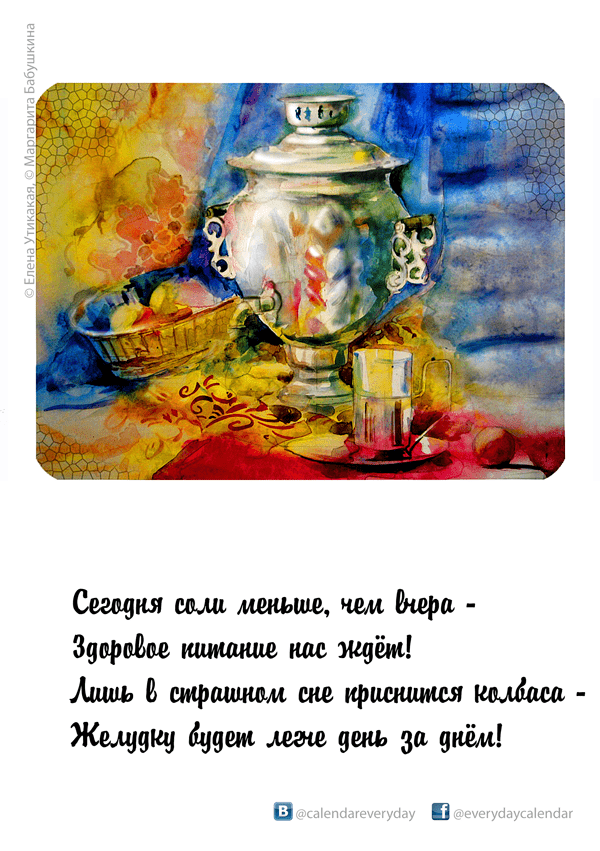 © Елена Утикакая, © Маргарита Бабушкина
Сегодня соли меньше, чем вчера -
Здоровое питание нас ждёт!
Лишь в страшном сне приснится колбаса -
Желудку будет легче день за днём!
B @calendareveryday f @everydaycalendar